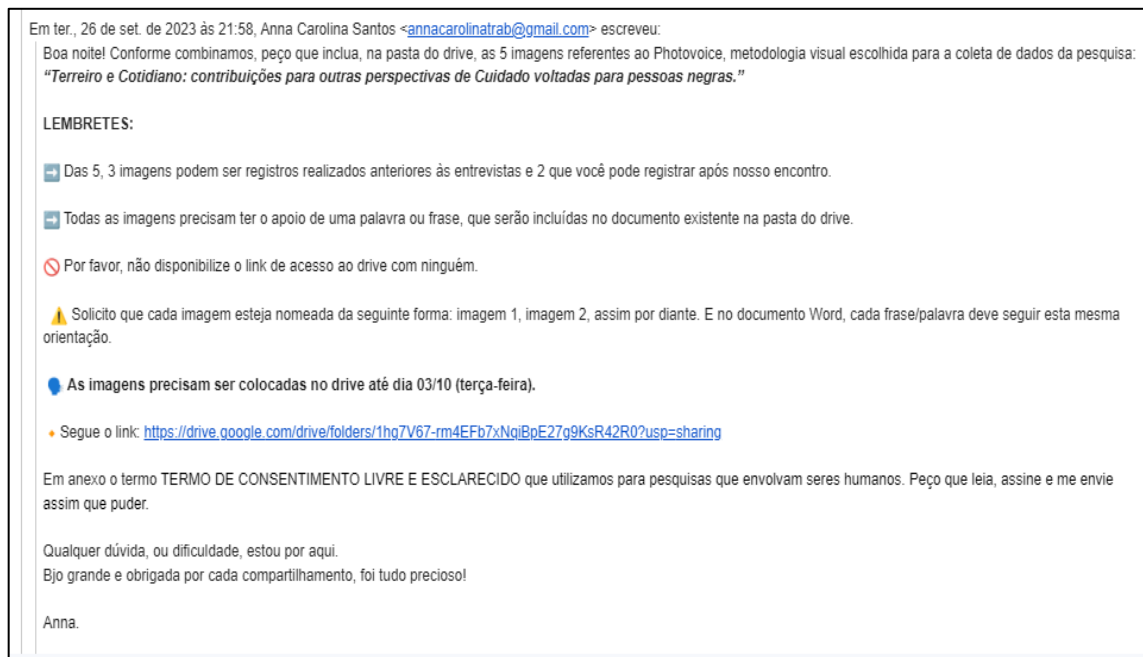 Em ter., 26 de set. de 2023 às 21:58, Anna Carolina Santos <annacarolinatrab@gmail.com> escreveu:
Boa noite! Conforme combinamos, peço que inclua, na pasta do drive, as 5 imagens referentes ao Photovoice, metodologia visual escolhida para a coleta de dados da pesquisa:
“Terreiro e Cotidiano: contribuições para outras perspectivas de Cuidado voltadas para pessoas negras.”
LEMBRETES:
➡️ Das 5, 3 imagens podem ser registros realizados anteriores às entrevistas e 2 que você pode registrar após nosso encontro.
➡️ Todas as imagens precisam ter o apoio de uma palavra ou frase, que serão incluídas no documento existente na pasta do drive.
🚫 Por favor, não disponibilize o link de acesso ao drive com ninguém.
⚠️ Solicito que cada imagem esteja nomeada da seguinte forma: imagem 1, imagem 2, assim por diante. E no documento Word, cada frase/palavra deve seguir esta mesma
orientação.
🗣️ As imagens precisam ser colocadas no drive até dia 03/10 (terça-feira).
🔸 Segue o link: https://drive.google.com/drive/folders/1hg7V67-rm4EFb7xNqiBpE27g9KsR42R0?usp=sharing
Em anexo o termo TERMO DE CONSENTIMENTO LIVRE E ESCLARECIDO que utilizamos para pesquisas que envolvam seres humanos. Peço que leia, assine e me envie
assim que puder.
Qualquer dúvida, ou dificuldade, estou por aqui.
Bjo grande e obrigada por cada compartilhamento, foi tudo precioso!
Anna.